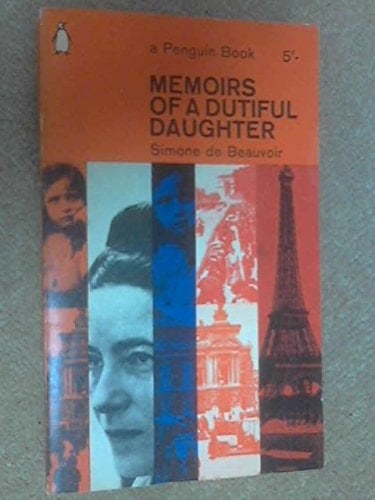 a Penguin Book 5'-
MEMOIRS
OF A DUTIFUL
DAUGHTER
Simone de Beauvoir